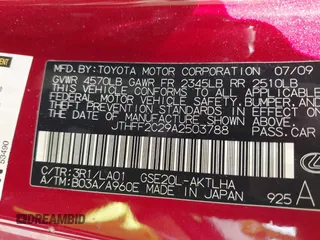 MFD. BY: TOYOTA MOTOR CORPORATION 07/09
GVWR 4570LB GAWR FR 2345LB RR 2510LB
THIS VEHICLE CONFORMS TO ALL APPLICABLE
FEDERAL MOTOR VEHICLE SAFETY, BUMPER, AND
THEFT PREVENTION STANDARDS IN EFFECT ON
THE DATE OF MANUFACTURE SHOWN ABOVE.
JTHFF2C29A2503788 PASS.CAR
C/TR:3R1/LA01 GSE20L-AKTLHA
A/TM:B03A/A960E MADE IN JAPAN
925 A
53490
DREAMBID